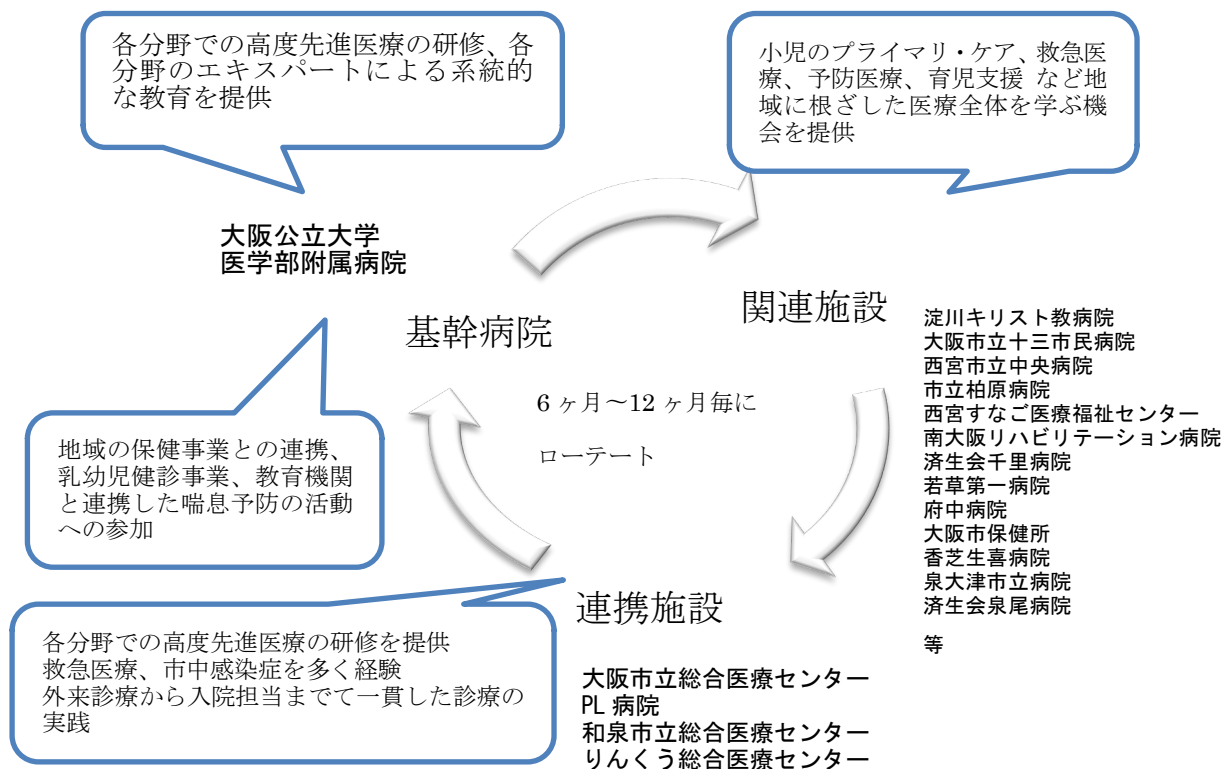 各分野での高度先進医療の研修、各
分野のエキスパートによる系統的
な教育を提供
小児のプライマリ・ケア、救急医
療、予防医療、育児支援 など地
域に根ざした医療全体を学ぶ機
会を提供
大阪公立大学
医学部附属病院
基幹病院
関連施設
淀川キリスト教病院
大阪市立十三市民病院
西宮市立中央病院
市立柏原病院
西宮すなご医療福祉センター
南大阪リハビリテーション病院
済生会千里病院
若草第一病院
府中病院
大阪市保健所
香芝生喜病院
泉大津市立病院
済生会泉尾病院
等
6 ヶ月～12 ヶ月毎に
ローテート
地域の保健事業との連携、
乳幼児健診事業、教育機関
と連携した喘息予防の活動
への参加
連携施設
各分野での高度先進医療の研修を提供
救急医療、市中感染症を多く経験
外来診療から入院担当までて一貫した診療の
実践
大阪市立総合医療センター
PL 病院
和泉市立総合医療センター
りんくう総合医療センター